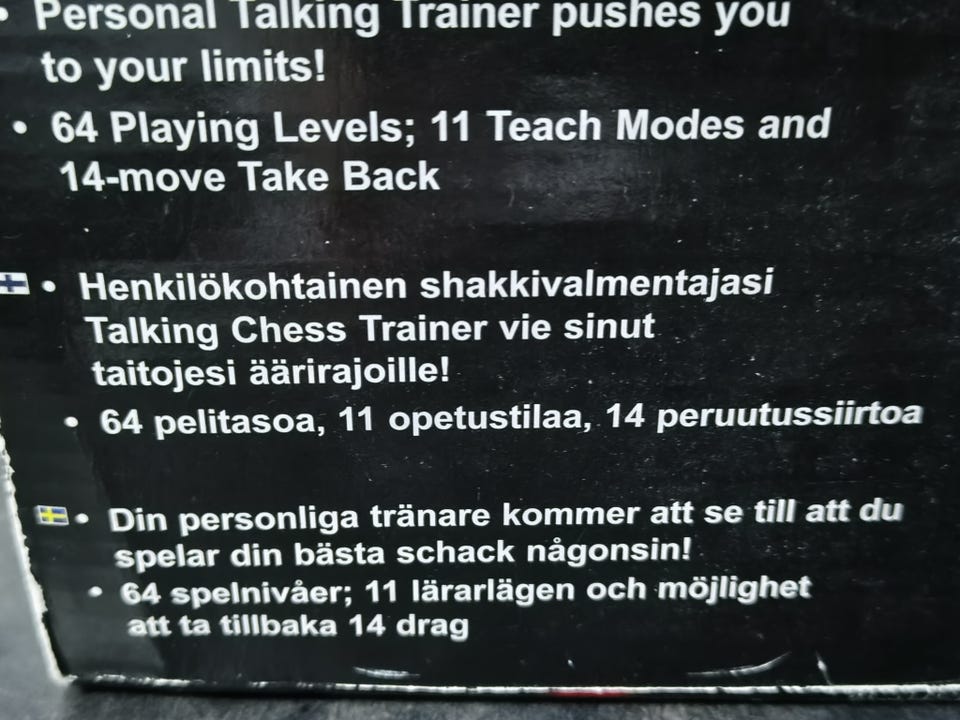 • Personal Talking Trainer pushes you
to your limits!
• 64 Playing Levels; 11 Teach Modes and
14-move Take Back
• Henkilökohtainen shakkivalmentajasi
Talking Chess Trainer vie sinut
taitojesi äärirajoille!
• 64 pelitasoa, 11 opetustilaa, 14 peruutussiirtoa
• Din personliga tränare kommer att se till att du
spelar din bästa schack någonsin!
• 64 spelnivåer; 11 lärarlägen och möjlighet
att ta tillbaka 14 drag